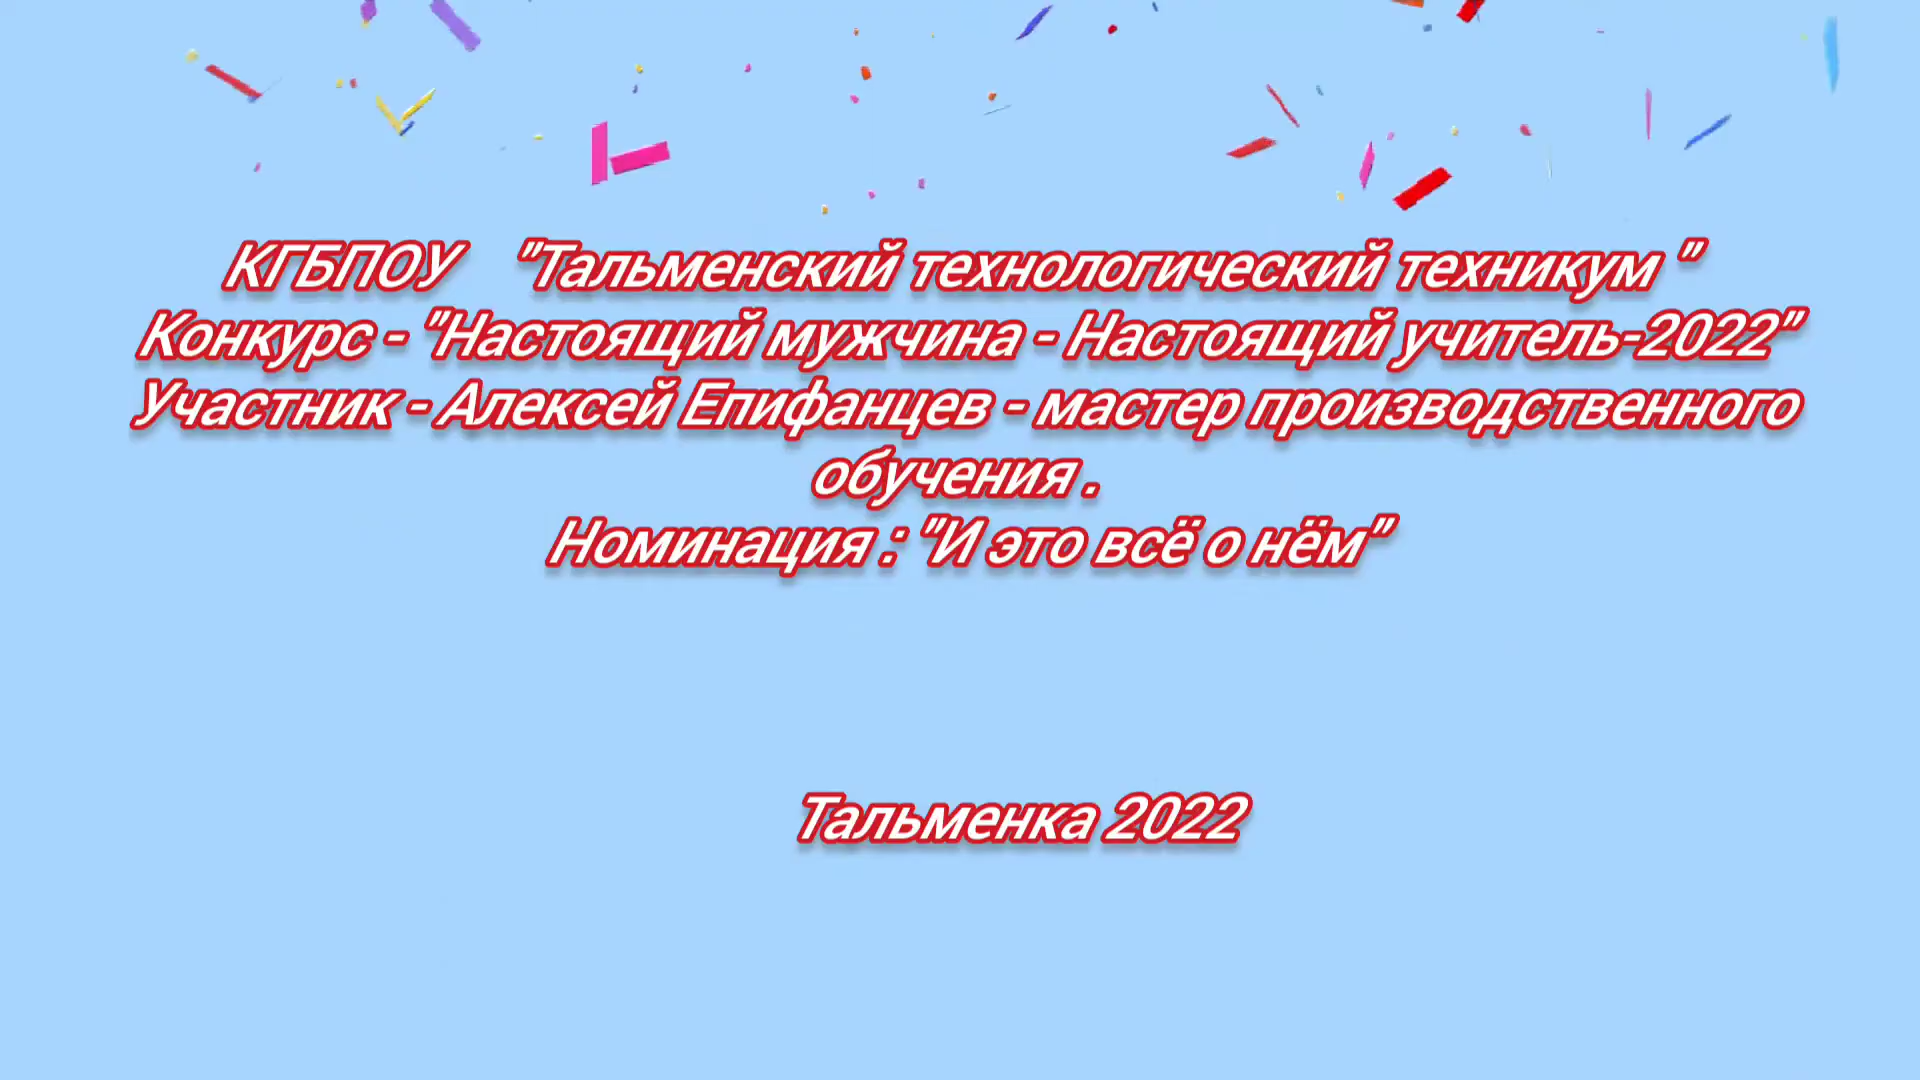 КГБПОУ "Тальменский технологический техникум "
Конкурс - "Настоящий мужчина - Настоящий учитель-2022"
Участник - Алексей Епифанцев - мастер производственного
обучения .
Номинация : "И это всё о нём"
Тальменка 2022